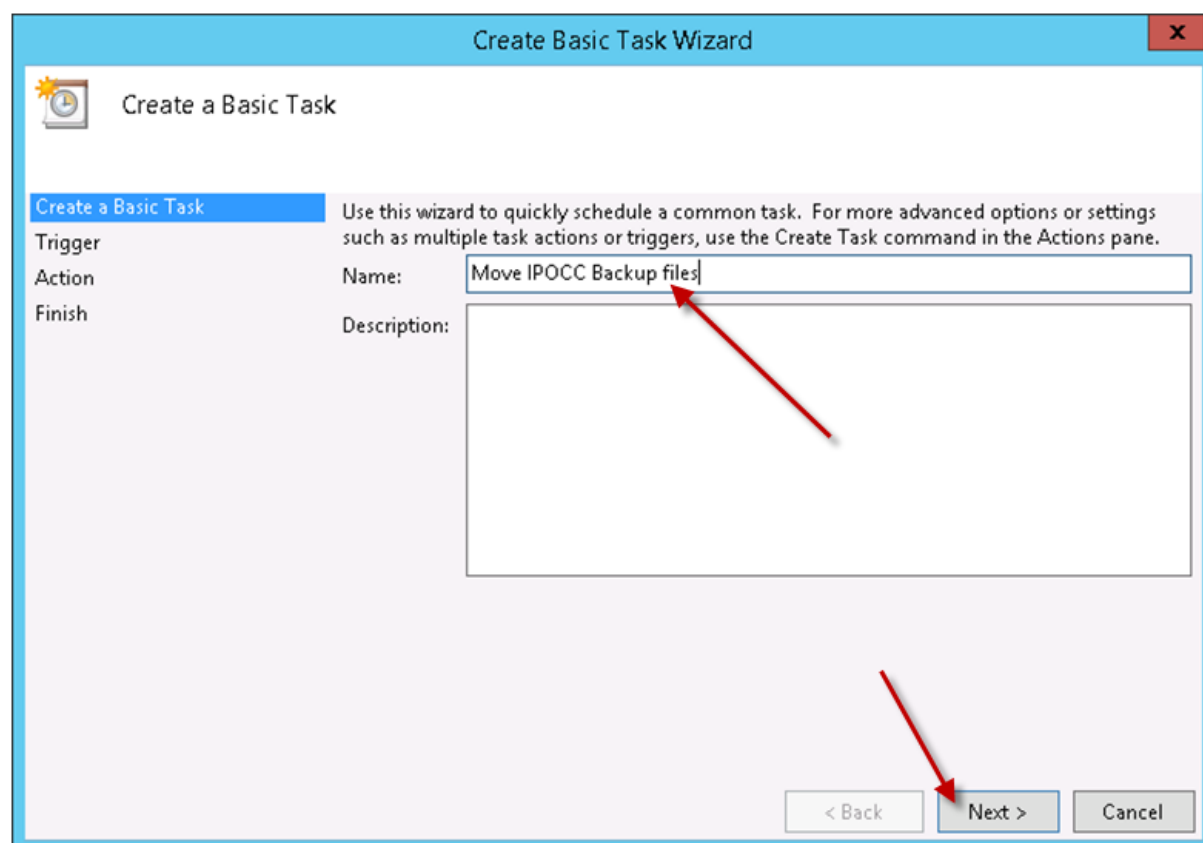 Create Basic Task Wizard
x
Create a Basic Task
Create a Basic Task
Trigger
Action
Finish
Use this wizard to quickly schedule a common task.  For more advanced options or settings
such as multiple task actions or triggers, use the Create Task command in the Actions pane.
Name:
Move IPOCC Backup files
Description:
< Back
Next >
Cancel